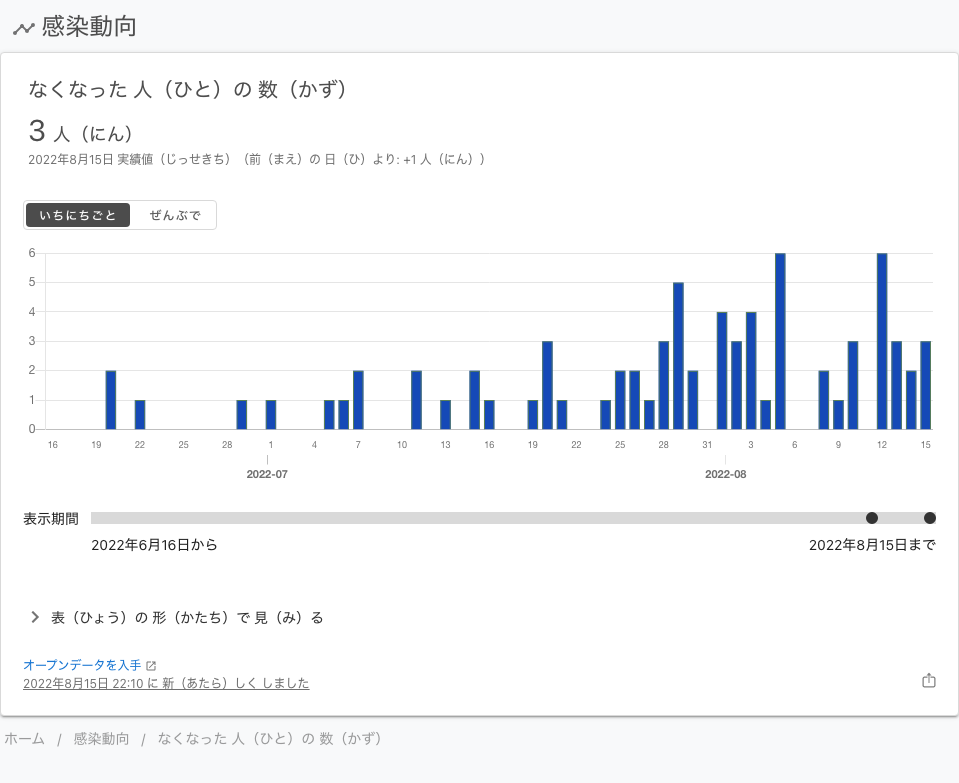 感染動向
なくなった 人（ひと）の 数（かず）
3 人（にん）
2022年8月15日 実績値（じっせきち）（前（まえ）の 日（ひ）より: +1 人（にん））
いちにちごと ぜんぶで
6
5
4
3
2
1
0
16 19 22 25 28 1 4 7 10 13 16 19 22 25 28 31 3 6 9 12 15
2022-07 2022-08
表示期間
2022年6月16日から 2022年8月15日まで
表（ひょう）の 形（かたち）で 見（み）る
オープンデータを入手
2022年8月15日 22:10 に 新（あたら）しく しました
ホーム / 感染動向 / なくなった 人（ひと）の 数（かず）